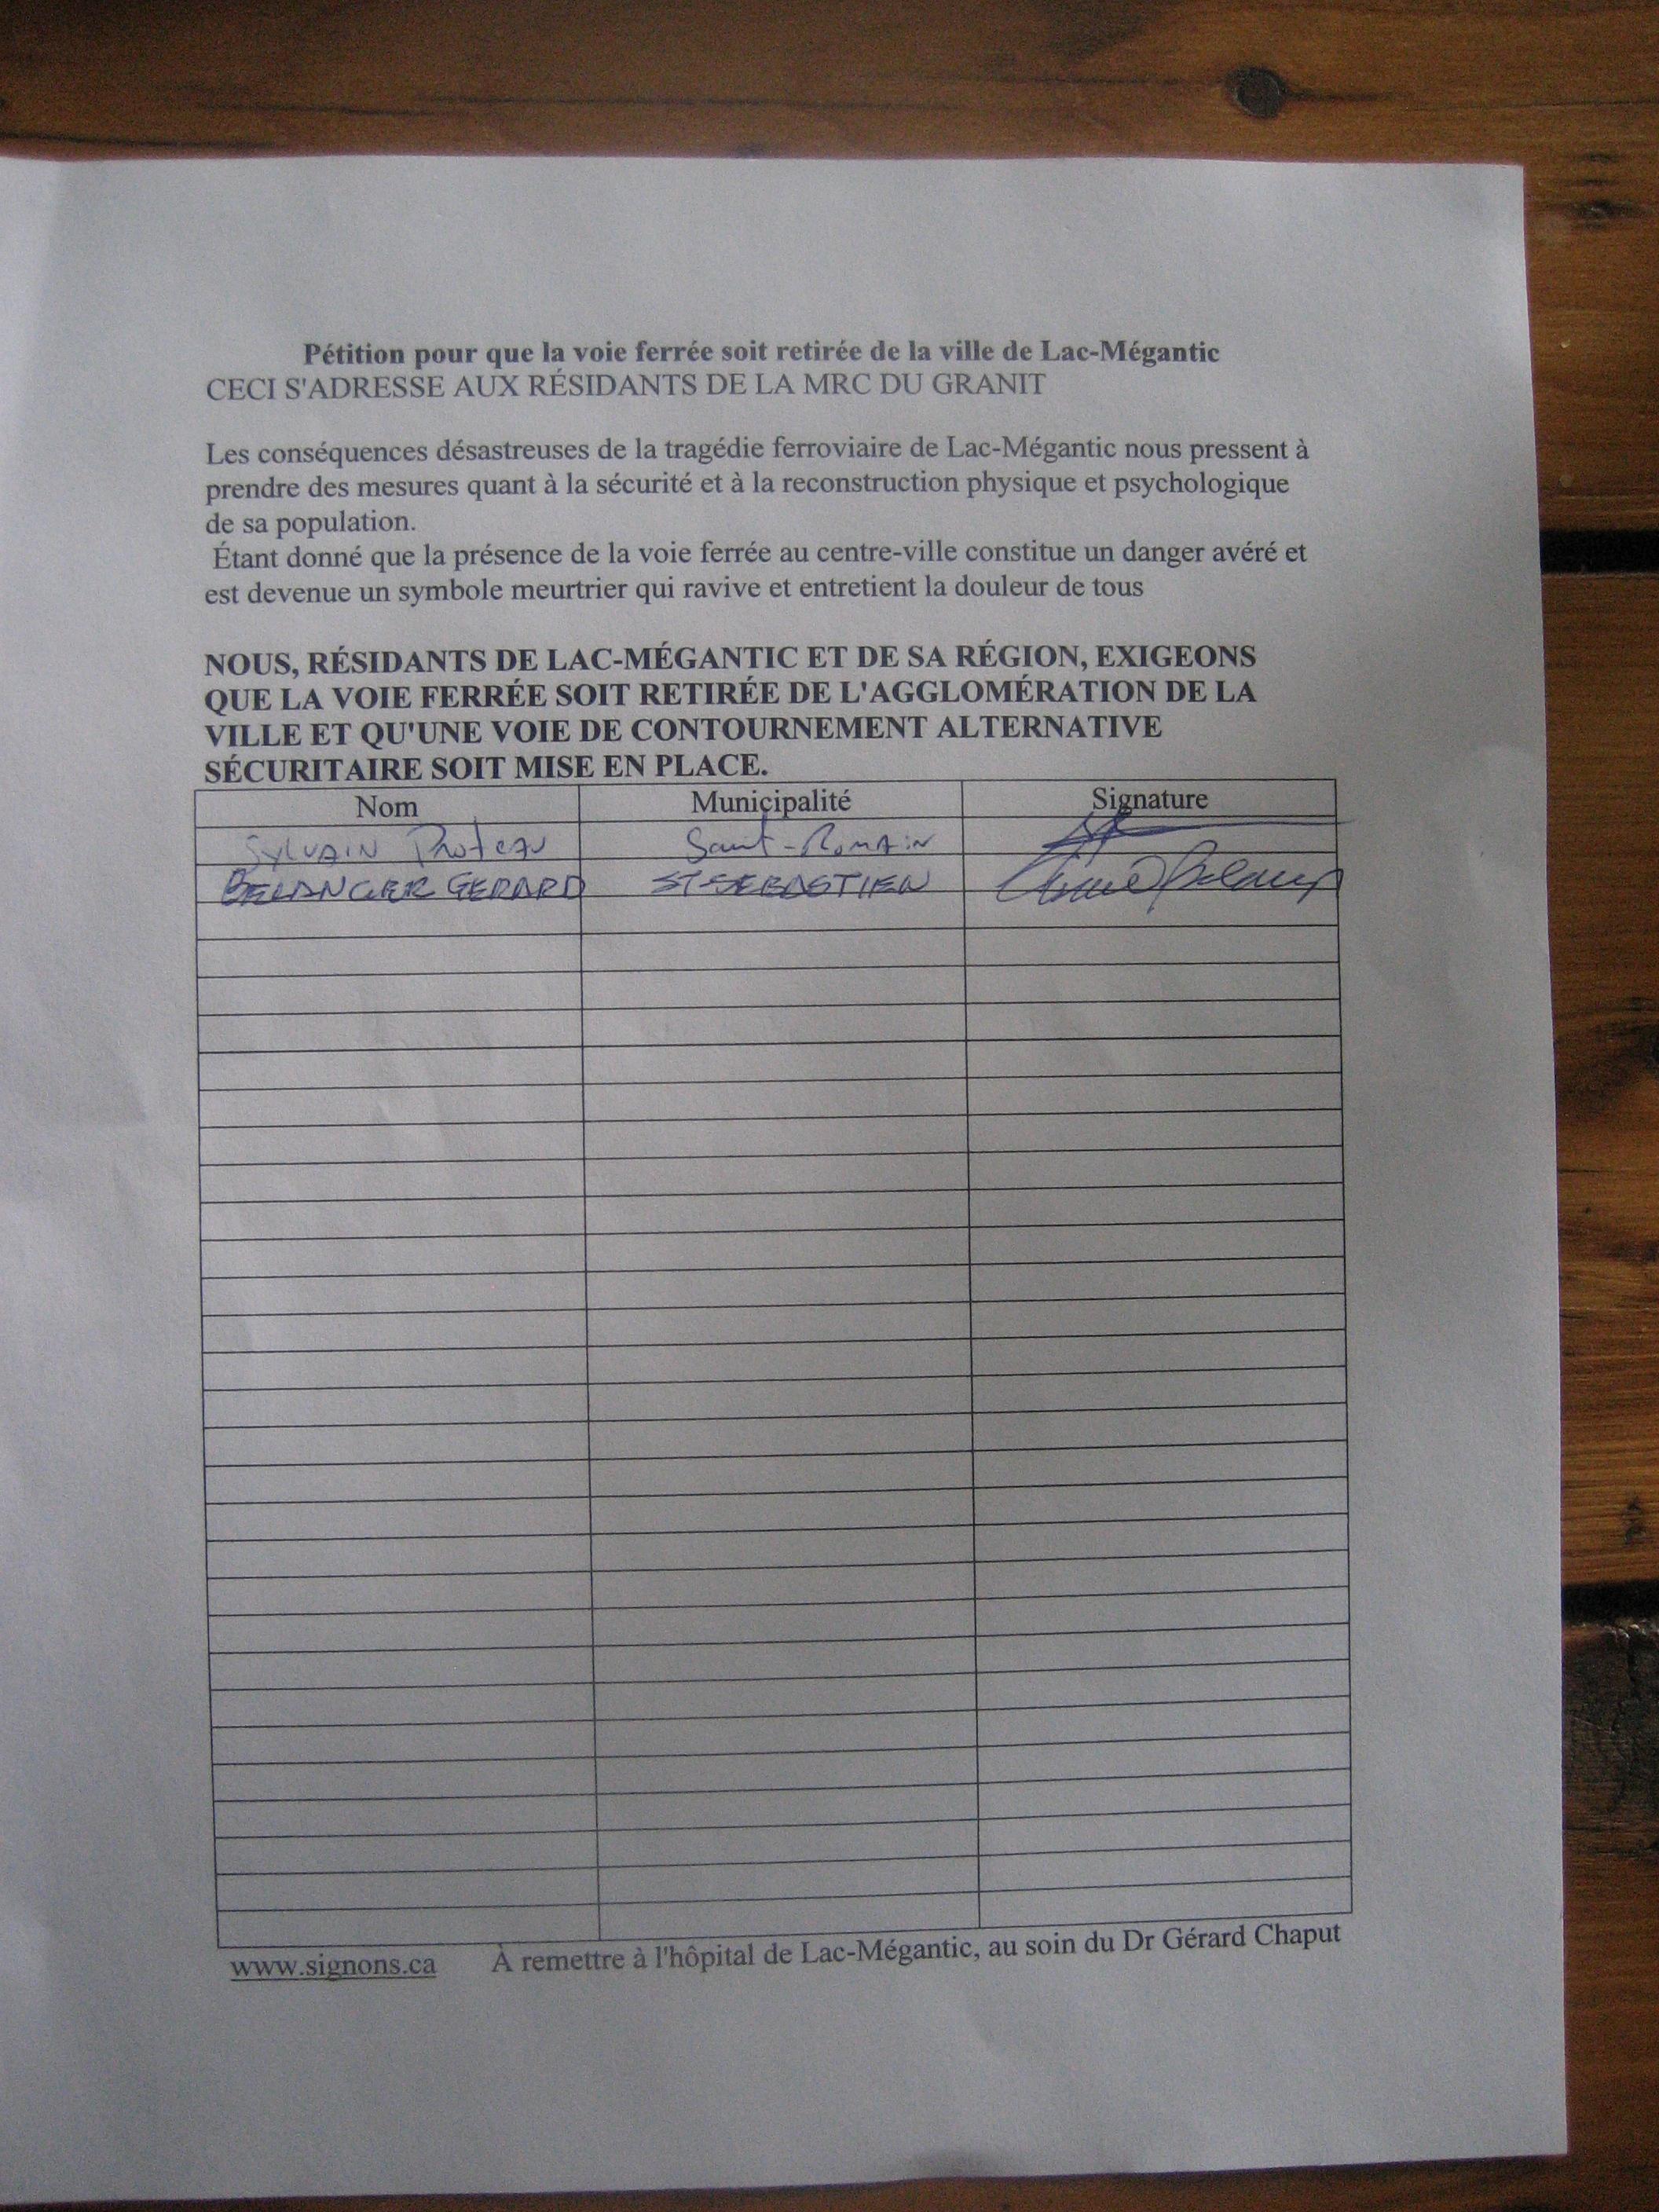 Pétition pour que la voie ferrée soit retirée de la ville de Lac-Mégantic
CECI S'ADRESSE AUX RÉSIDANTS DE LA MRC DU GRANIT
Les conséquences désastreuses de la tragédie ferroviaire de Lac-Mégantic nous pressent à
prendre des mesures quant à la sécurité et à la reconstruction physique et psychologique
de sa population.
Étant donné que la présence de la voie ferrée au centre-ville constitue un danger avéré et
est devenue un symbole meurtrier qui ravive et entretient la douleur de tous
NOUS, RÉSIDANTS DE LAC-MÉGANTIC ET DE SA RÉGION, EXIGEONS
QUE LA VOIE FERRÉE SOIT RETIRÉE DE L'AGGLOMÉRATION DE LA
VILLE ET QU'UNE VOIE DE CONTOURNEMENT ALTERNATIVE
SÉCURITAIRE SOIT MISE EN PLACE.
Nom Municipalité Signature
Sylvain Proteau Saint-Romain
BELANGER GERARD ST-SEBASTIEN
www.signons.ca À remettre à l'hôpital de Lac-Mégantic, au soin du Dr Gérard Chaput